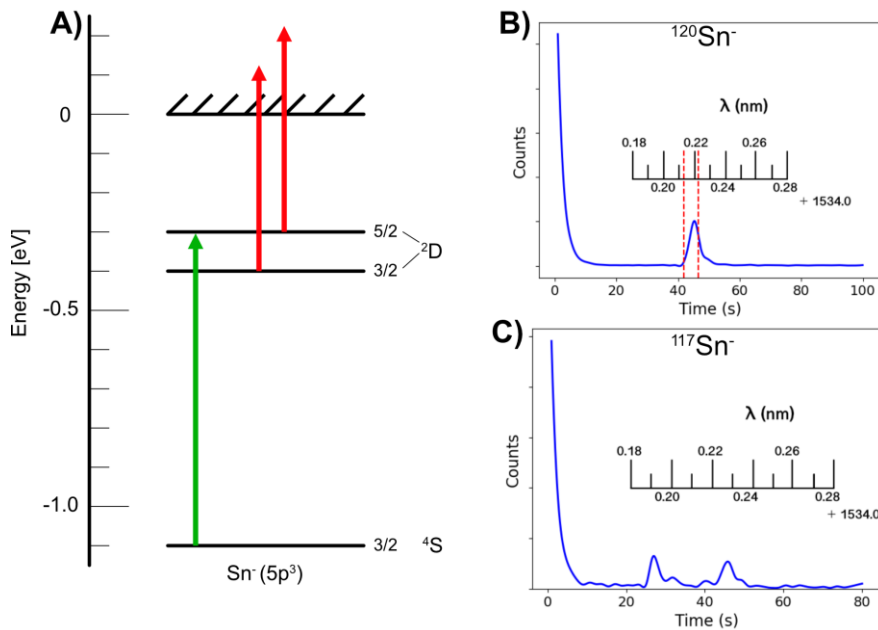 A)
Energy [eV]
0
-0.5
-1.0
5/2
²D
3/2
3/2 ⁴S
Sn⁻ (5p³)
B)
¹²⁰Sn⁻
Counts
λ (nm)
0.18 0.22 0.26
0.20 0.24 0.28
+ 1534.0
0 20 40 60 80 100
Time (s)
C)
¹¹⁷Sn⁻
Counts
λ (nm)
0.18 0.22 0.26
0.20 0.24 0.28
+ 1534.0
0 20 40 60 80
Time (s)